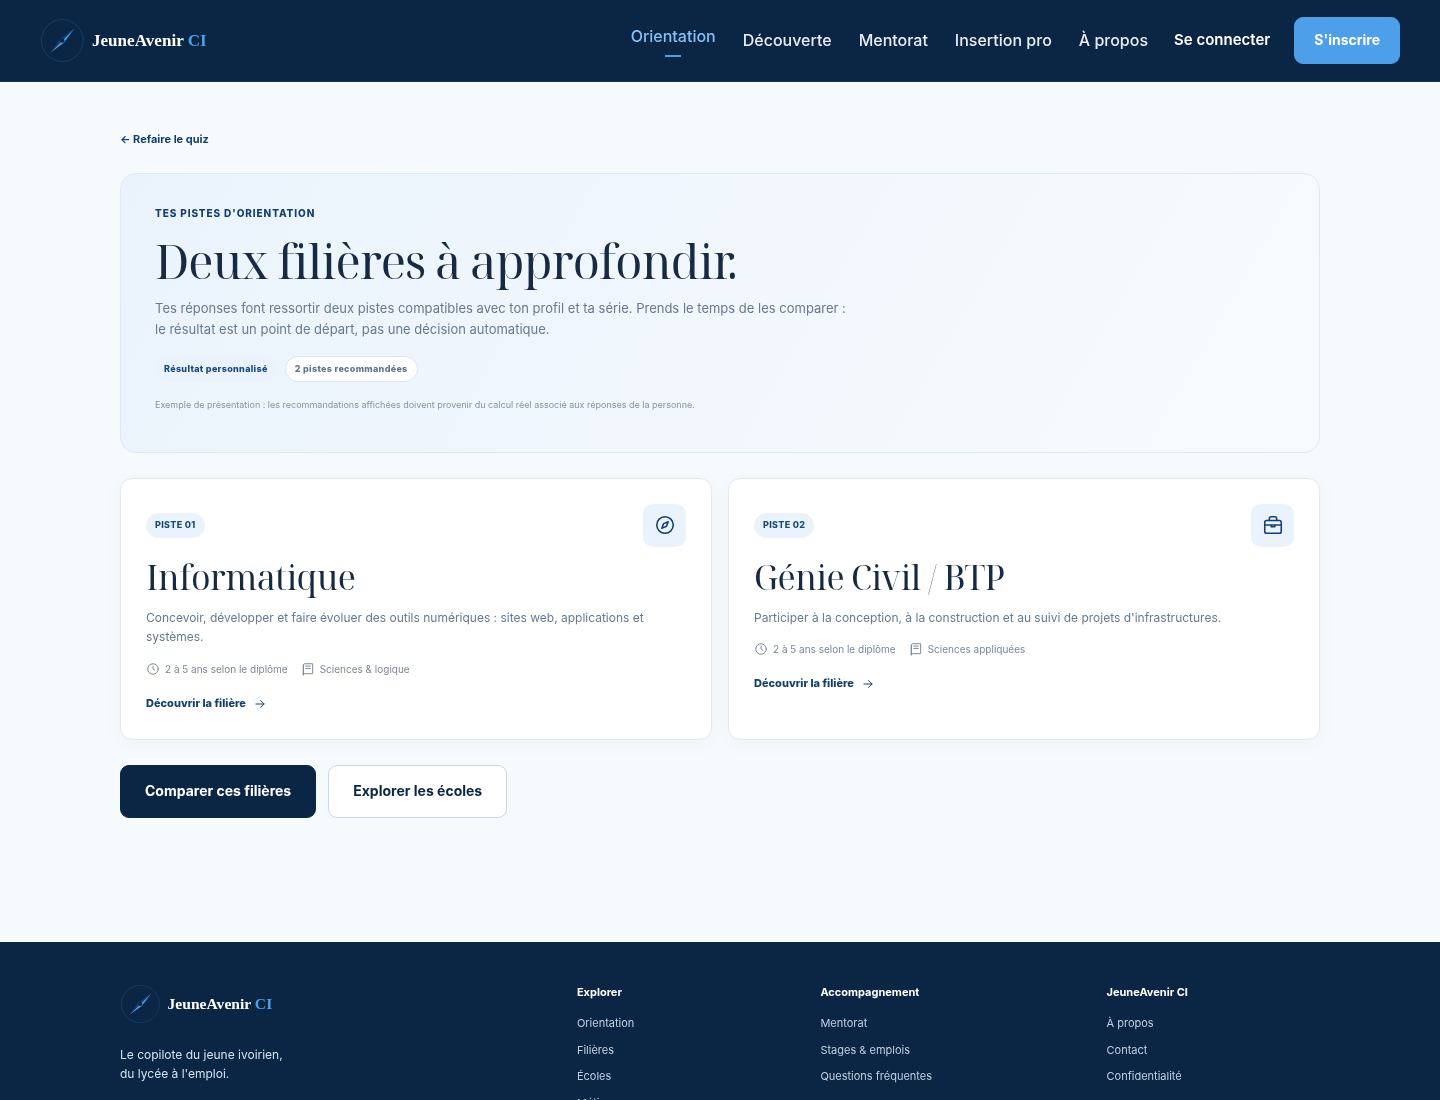 JeuneAvenir CI
Orientation
Découverte
Mentorat
Insertion pro
À propos
Se connecter
S'inscrire
← Refaire le quiz
TES PISTES D'ORIENTATION
Deux filières à approfondir.
Tes réponses font ressortir deux pistes compatibles avec ton profil et ta série. Prends le temps de les comparer :
le résultat est un point de départ, pas une décision automatique.
Résultat personnalisé
2 pistes recommandées
Exemple de présentation : les recommandations affichées doivent provenir du calcul réel associé aux réponses de la personne.
PISTE 01
Informatique
Concevoir, développer et faire évoluer des outils numériques : sites web, applications et
systèmes.
2 à 5 ans selon le diplôme
Sciences & logique
Découvrir la filière →
PISTE 02
Génie Civil / BTP
Participer à la conception, à la construction et au suivi de projets d'infrastructures.
2 à 5 ans selon le diplôme
Sciences appliquées
Découvrir la filière →
Comparer ces filières
Explorer les écoles
JeuneAvenir CI
Le copilote du jeune ivoirien,
du lycée à l'emploi.
Explorer
Orientation
Filières
Écoles
Accompagnement
Mentorat
Stages & emplois
Questions fréquentes
JeuneAvenir CI
À propos
Contact
Confidentialité